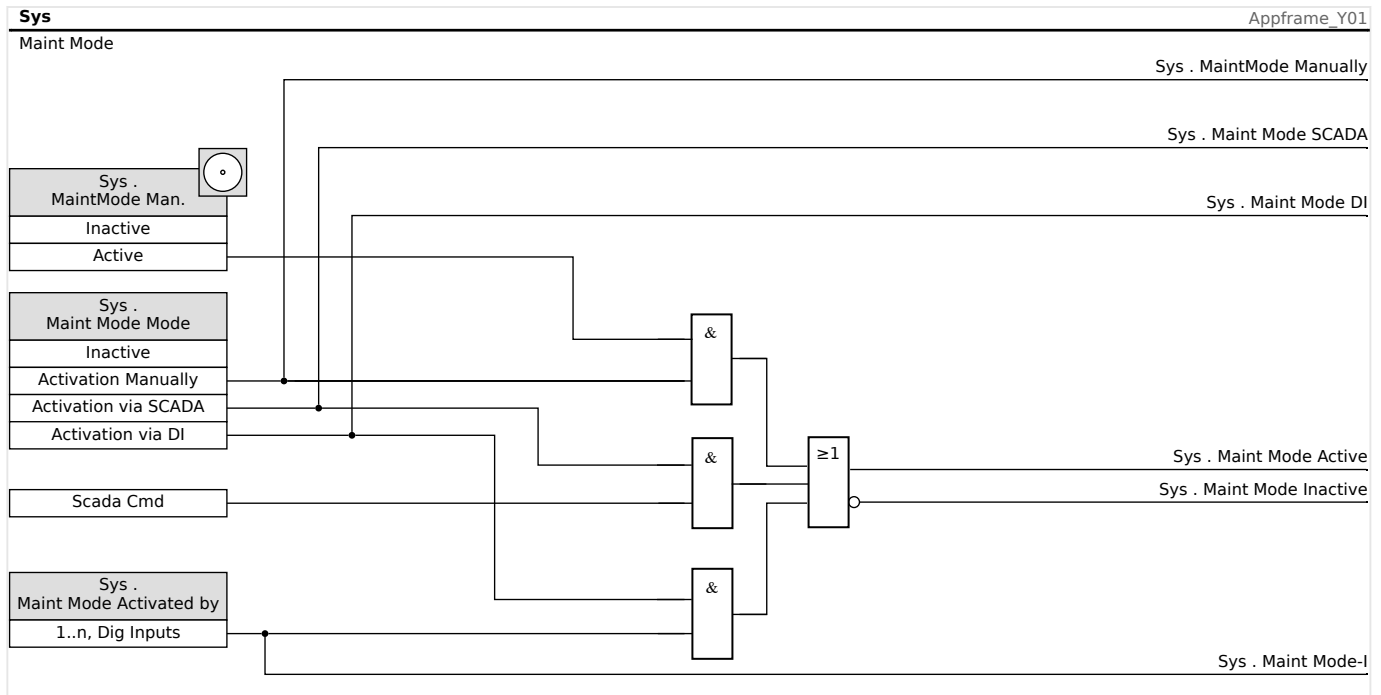 Sys
Appframe_Y01
Maint Mode
Sys . MaintMode Manually
Sys . Maint Mode SCADA
Sys .
MaintMode Man.
Sys . Maint Mode DI
Inactive
Active
Sys .
Maint Mode Mode
&
Inactive
Activation Manually
Activation via SCADA
Activation via DI
&
≥1
Sys . Maint Mode Active
Sys . Maint Mode Inactive
Scada Cmd
Sys .
Maint Mode Activated by
&
1..n, Dig Inputs
Sys . Maint Mode-I